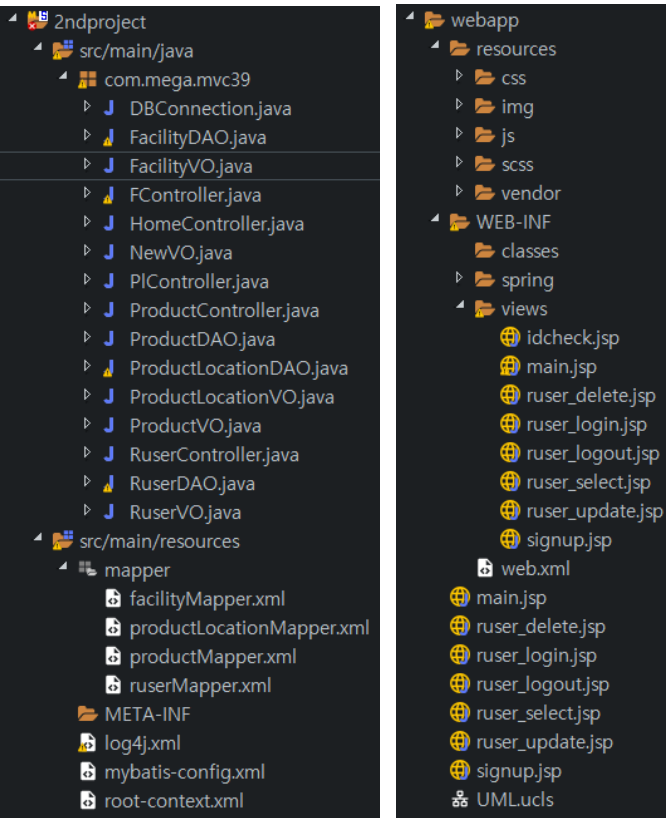 2ndproject
src/main/java
com.mega.mvc39
DBConnection.java
FacilityDAO.java
FacilityVO.java
FController.java
HomeController.java
NewVO.java
PlController.java
ProductController.java
ProductDAO.java
ProductLocationDAO.java
ProductLocationVO.java
ProductVO.java
RuserController.java
RuserDAO.java
RuserVO.java
src/main/resources
mapper
facilityMapper.xml
productLocationMapper.xml
productMapper.xml
ruserMapper.xml
META-INF
log4j.xml
mybatis-config.xml
root-context.xml
webapp
resources
css
img
js
scss
vendor
WEB-INF
classes
spring
views
idcheck.jsp
main.jsp
ruser_delete.jsp
ruser_login.jsp
ruser_logout.jsp
ruser_select.jsp
ruser_update.jsp
signup.jsp
web.xml
main.jsp
ruser_delete.jsp
ruser_login.jsp
ruser_logout.jsp
ruser_select.jsp
ruser_update.jsp
signup.jsp
UML.ucls